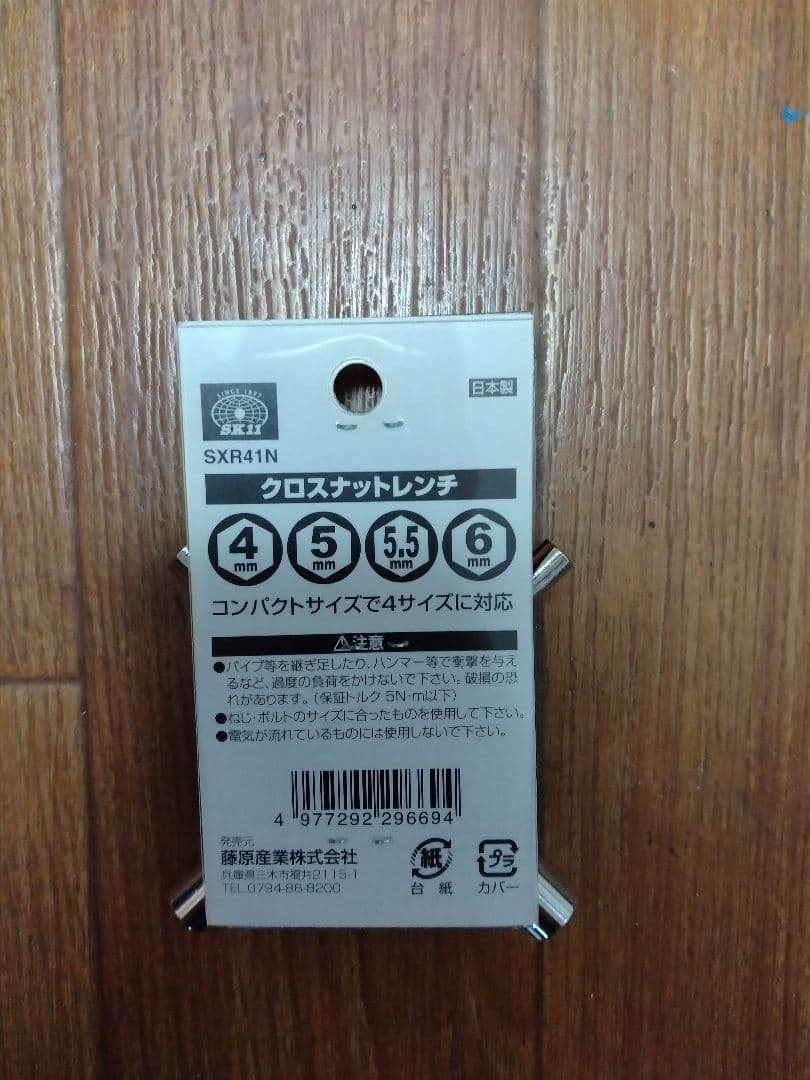 日本製
SINCE 1897
SK11
SXR41N
クロスナットレンチ
4mm 5mm 5.5mm 6mm
コンパクトサイズで4サイズに対応
⚠注意
●パイプ等を継ぎ足したり、ハンマー等で衝撃を与え
るなど、過度の負荷をかけないで下さい。破損の恐
れがあります。(保証トルク 5N・m以下)
●ねじ・ボルトのサイズに合ったものを使用して下さい。
●電気が流れているものには使用しないで下さい。
4 977292 296694
発売元
藤原産業株式会社
兵庫県三木市福井2115-1
TEL.0794-86-8200
紙
台紙
プラ
カバー